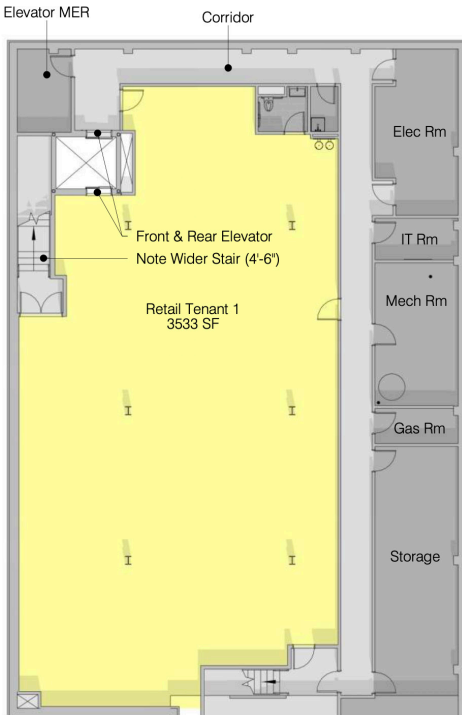 Elevator MER
Corridor
Elec Rm
Front & Rear Elevator
IT Rm
Note Wider Stair (4'-6")
Mech Rm
Retail Tenant 1
3533 SF
Gas Rm
Storage